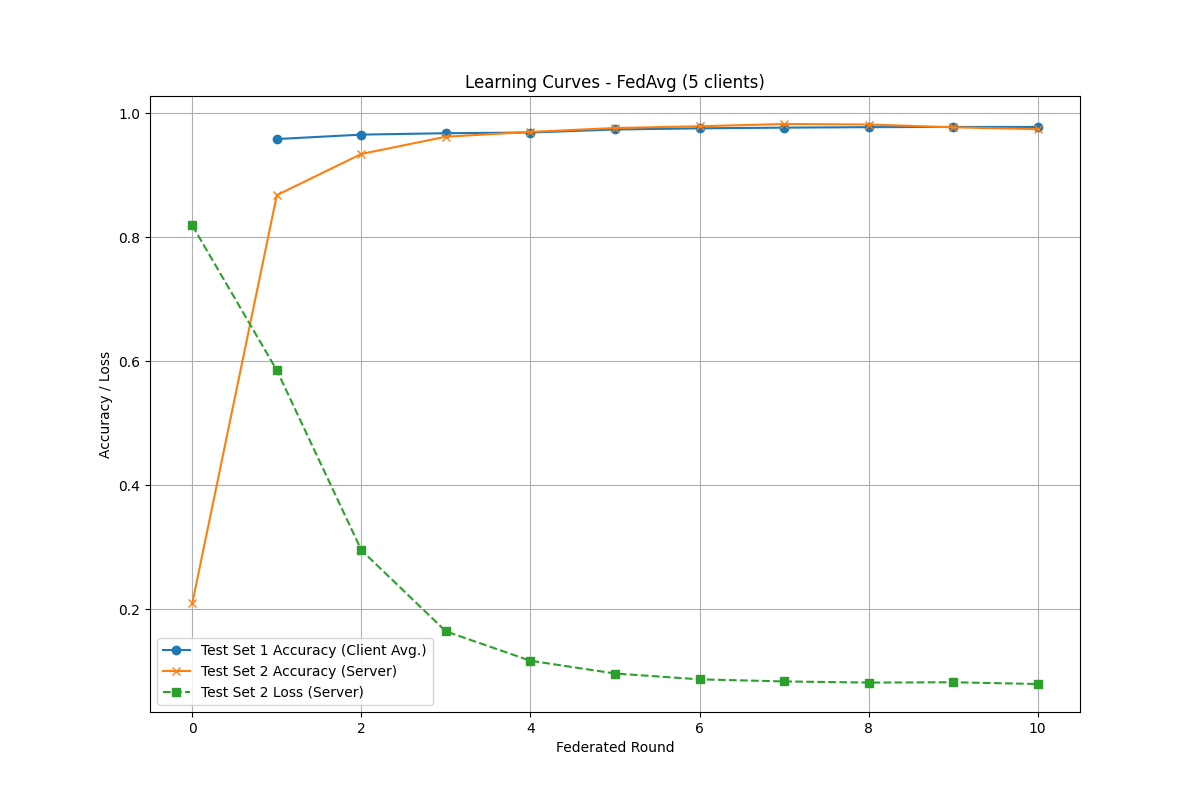 Learning Curves - FedAvg (5 clients)
1.0
0.8
0.6
0.4
0.2
Accuracy / Loss
Test Set 1 Accuracy (Client Avg.)
Test Set 2 Accuracy (Server)
Test Set 2 Loss (Server)
0 2 4 6 8 10
Federated Round